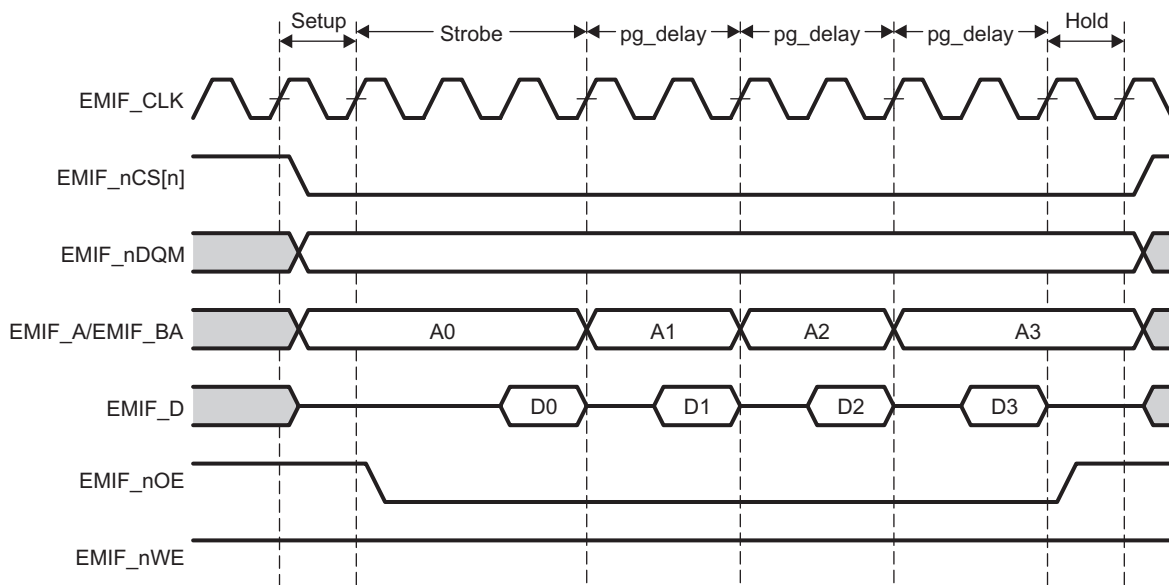 Setup Strobe pg_delay pg_delay pg_delay Hold
EMIF_CLK
EMIF_nCS[n]
EMIF_nDQM
EMIF_A/EMIF_BA A0 A1 A2 A3
EMIF_D D0 D1 D2 D3
EMIF_nOE
EMIF_nWE